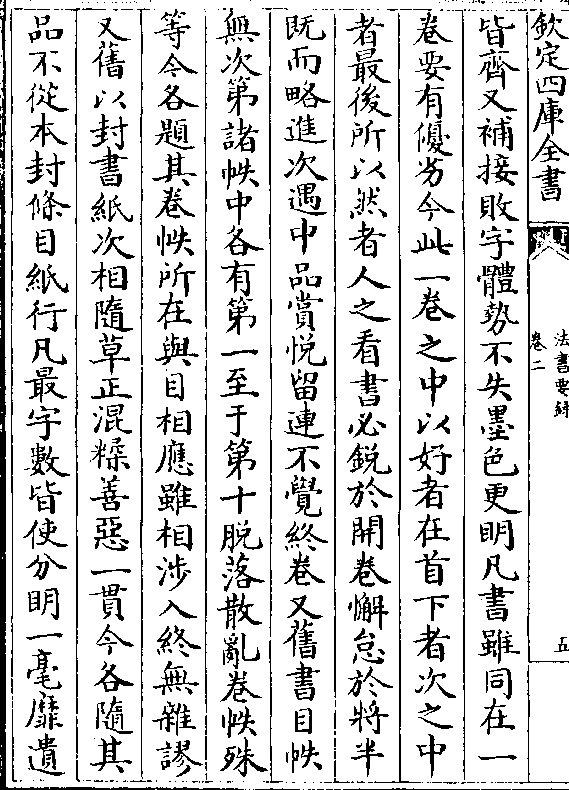 欽定四庫全書
法書要錄
卷二
五
皆齊又補接敗字體勢不失墨色更明凡書雖同在一
卷要有優劣今此一卷之中以好者在首下者次之中
者最後所以然者人之看書必銳於開卷懈怠於將半
既而略進次遇中品賞悅留連不覺終卷又舊書目帙
無次第諸帙中各有第一至于第十脫落散亂卷帙殊
等今各題其卷帙所在與目相應雖相涉入終無雜謬
又舊以封書紙次相隨草正混糅善惡一貫今各隨其
品不從本封條目紙行凡最字數皆使分明一毫靡遺